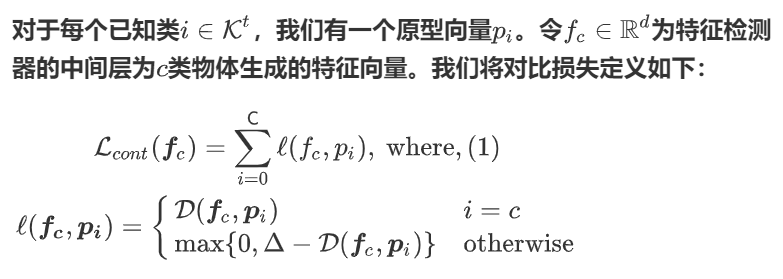 对于每个已知类$i \in \mathcal{K}^t$，我们有一个原型向量$p_i$。令$f_c \in \mathbb{R}^d$为特征检测
器的中间层为$c$类物体生成的特征向量。我们将对比损失定义如下：
$\mathcal{L}_{cont}(\boldsymbol{f}_c) = \sum_{i=0}^{\mathsf{C}} \ell(f_c, p_i), \text{ where,} (1)$
$\ell(\boldsymbol{f_c}, \boldsymbol{p_i}) = \begin{cases} \mathcal{D}(\boldsymbol{f_c}, \boldsymbol{p_i}) & i = c \\ \max\{0, \Delta - \mathcal{D}(\boldsymbol{f_c}, \boldsymbol{p_i})\} & \text{otherwise} \end{cases}$